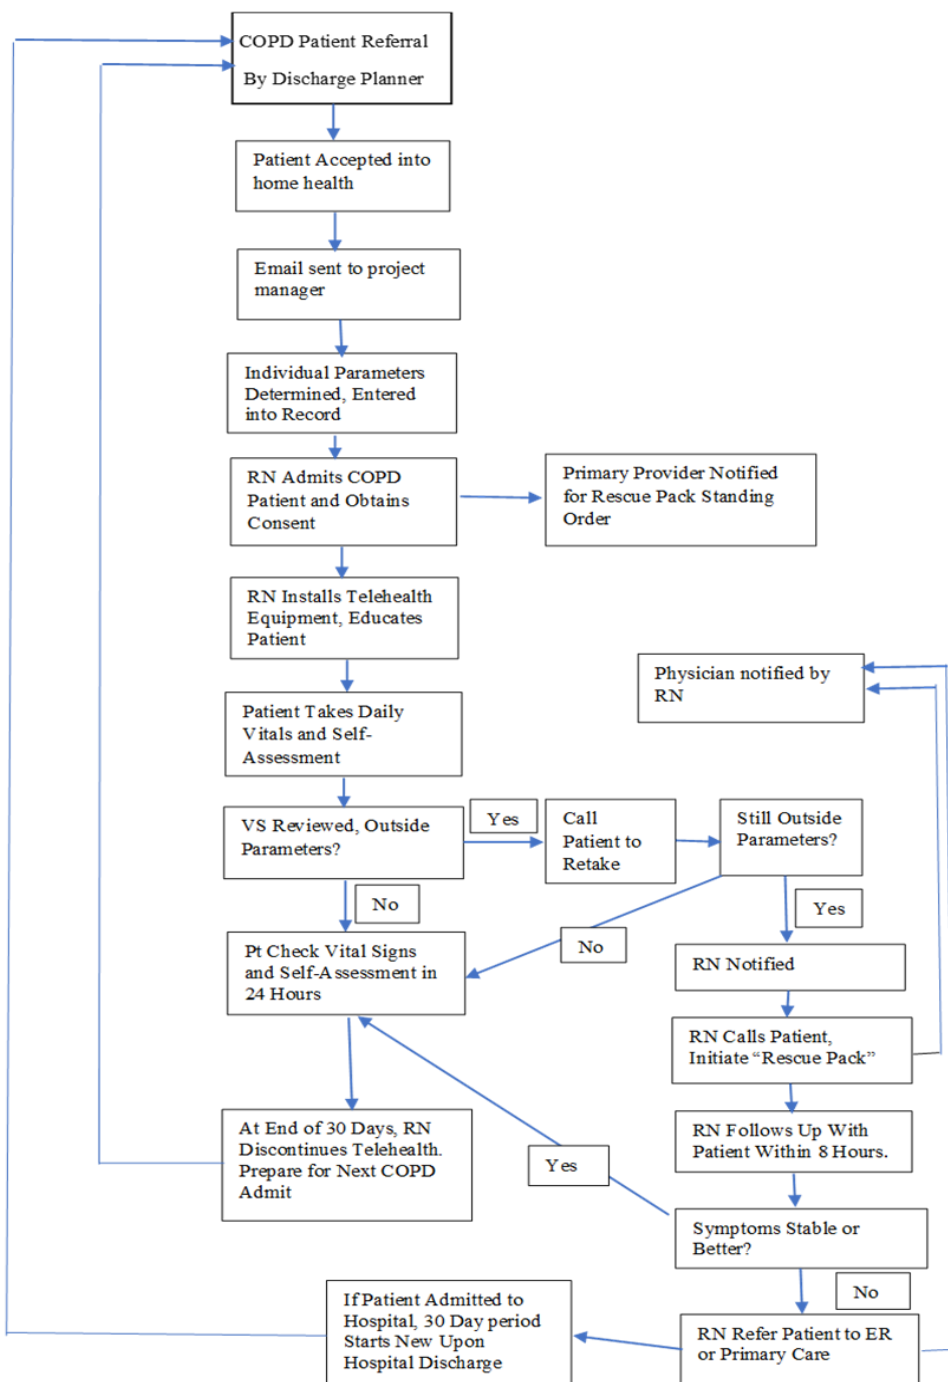 COPD Patient Referral
By Discharge Planner
Patient Accepted into
home health
Email sent to project
manager
Individual Parameters
Determined, Entered
into Record
RN Admits COPD
Patient and Obtains
Consent
Primary Provider Notified
for Rescue Pack Standing
Order
RN Installs Telehealth
Equipment, Educates
Patient
Physician notified by
RN
Patient Takes Daily
Vitals and Self-
Assessment
VS Reviewed, Outside
Parameters?
Yes
Call
Patient to
Retake
Still Outside
Parameters?
No
Yes
No
Pt Check Vital Signs
and Self-Assessment in
24 Hours
RN Notified
RN Calls Patient,
Initiate “Rescue Pack”
At End of 30 Days, RN
Discontinues Telehealth.
Prepare for Next COPD
Admit
Yes
RN Follows Up With
Patient Within 8 Hours.
Symptoms Stable or
Better?
No
If Patient Admitted to
Hospital, 30 Day period
Starts New Upon
Hospital Discharge
RN Refer Patient to ER
or Primary Care